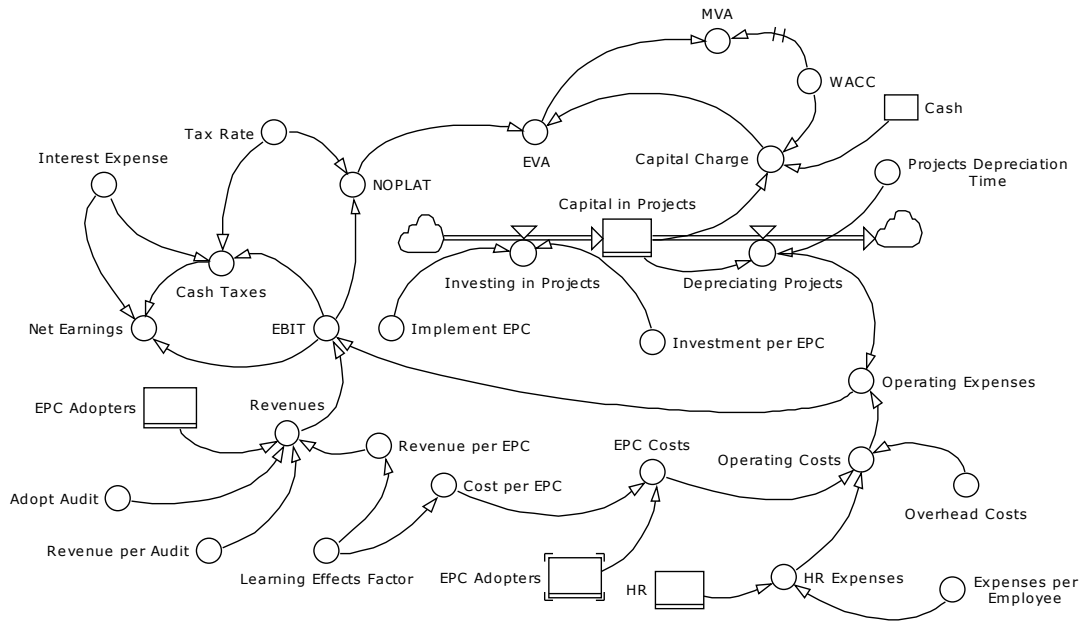 MVA
WACC
Cash
Tax Rate
EVA
Capital Charge
Projects Depreciation
Time
Interest Expense
NOPLAT
Capital in Projects
Cash Taxes
Investing in Projects
Depreciating Projects
Net Earnings
EBIT
Implement EPC
Investment per EPC
Operating Expenses
EPC Adopters
Revenues
Revenue per EPC
EPC Costs
Operating Costs
Cost per EPC
Adopt Audit
Overhead Costs
Revenue per Audit
Learning Effects Factor
EPC Adopters
HR
HR Expenses
Expenses per
Employee